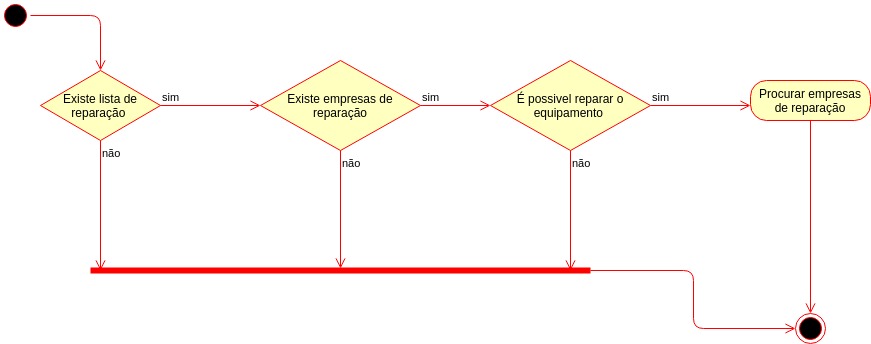 Existe lista de
reparação
sim
não
Existe empresas de
reparação
sim
não
É possivel reparar o
equipamento
sim
não
Procurar empresas
de reparação